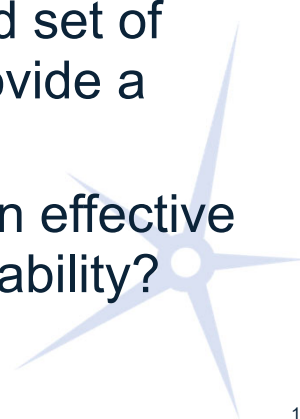 d set of
ovide a
n effective
ability?
1